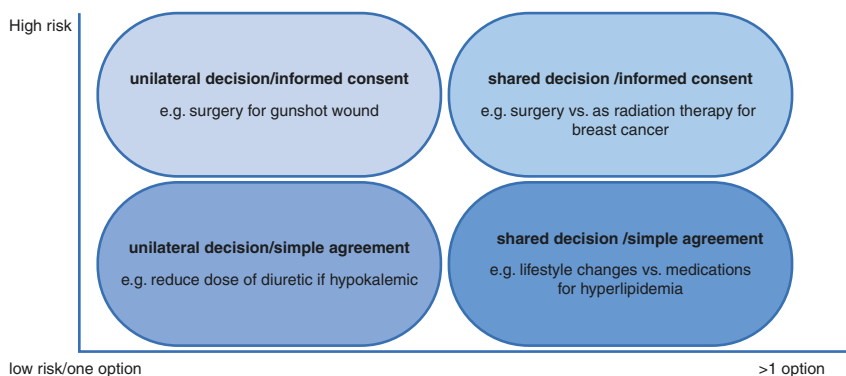 High risk
unilateral decision/informed consent
e.g. surgery for gunshot wound
shared decision /informed consent
e.g. surgery vs. as radiation therapy for
breast cancer
unilateral decision/simple agreement
e.g. reduce dose of diuretic if hypokalemic
shared decision /simple agreement
e.g. lifestyle changes vs. medications
for hyperlipidemia
low risk/one option
>1 option